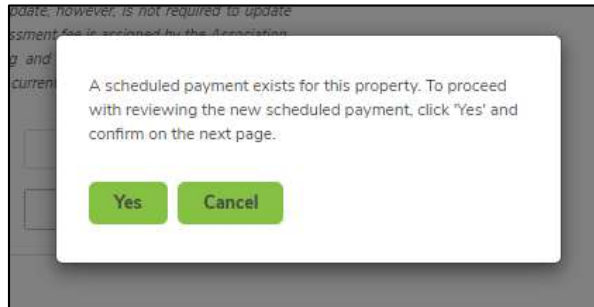 pdate, however, is not required to update
ssment fee is assigned by the Association,
g and
current
A scheduled payment exists for this property. To proceed
with reviewing the new scheduled payment, click 'Yes' and
confirm on the next page.
Yes
Cancel